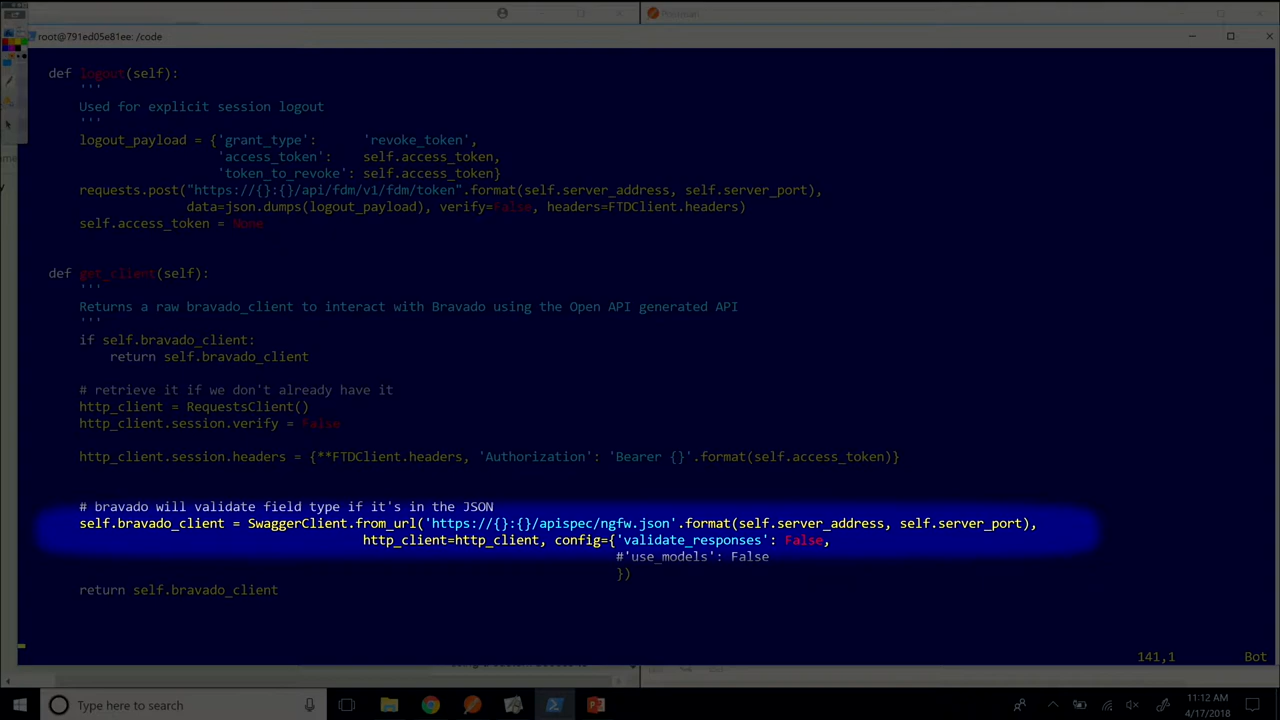 Postman
root@791ed05e81ee: /code
def logout(self):
'''
Used for explicit session logout
'''
logout_payload = {'grant_type': 'revoke_token',
'access_token': self.access_token,
'token_to_revoke': self.access_token}
requests.post("https://{}:{}/api/fdm/v1/fdm/token".format(self.server_address, self.server_port),
data=json.dumps(logout_payload), verify=False, headers=FTDClient.headers)
self.access_token = None
def get_client(self):
'''
Returns a raw bravado_client to interact with Bravado using the Open API generated API
'''
if self.bravado_client:
return self.bravado_client
# retrieve it if we don't already have it
http_client = RequestsClient()
http_client.session.verify = False
http_client.session.headers = {**FTDClient.headers, 'Authorization': 'Bearer {}'.format(self.access_token)}
# bravado will validate field type if it's in the JSON
self.bravado_client = SwaggerClient.from_url('https://{}:{}/apispec/ngfw.json'.format(self.server_address, self.server_port),
http_client=http_client, config={'validate_responses': False,
#'use_models': False
})
return self.bravado_client
141,1 Bot
Type here to search
11:12 AM
4/17/2018